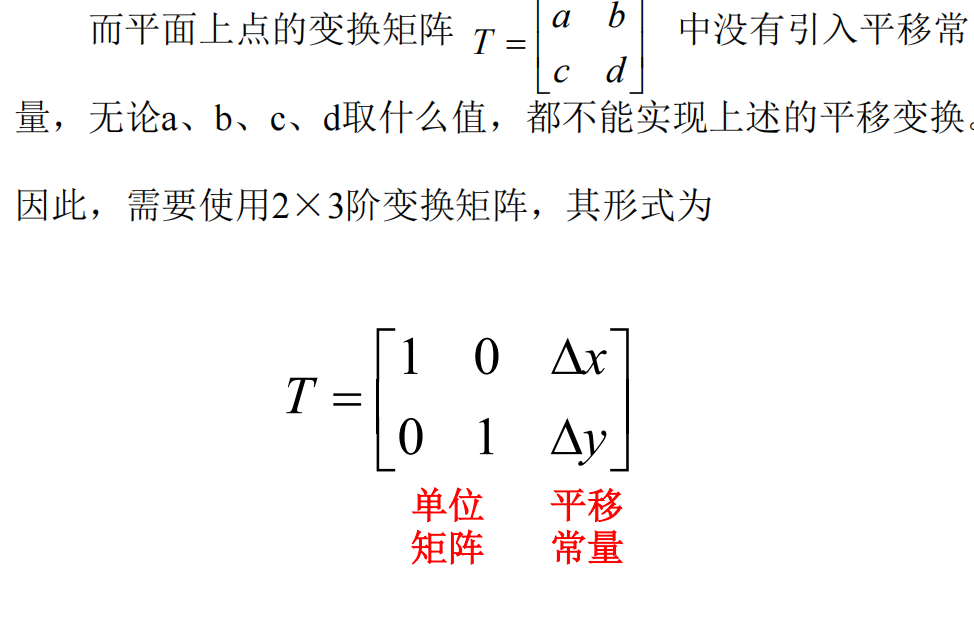 而平面上点的变换矩阵 T = [a b; c d] 中没有引入平移常
量，无论a、b、c、d取什么值，都不能实现上述的平移变换。
因此，需要使用2×3阶变换矩阵，其形式为
T = [1 0 Δx; 0 1 Δy]
单位 平移
矩阵 常量